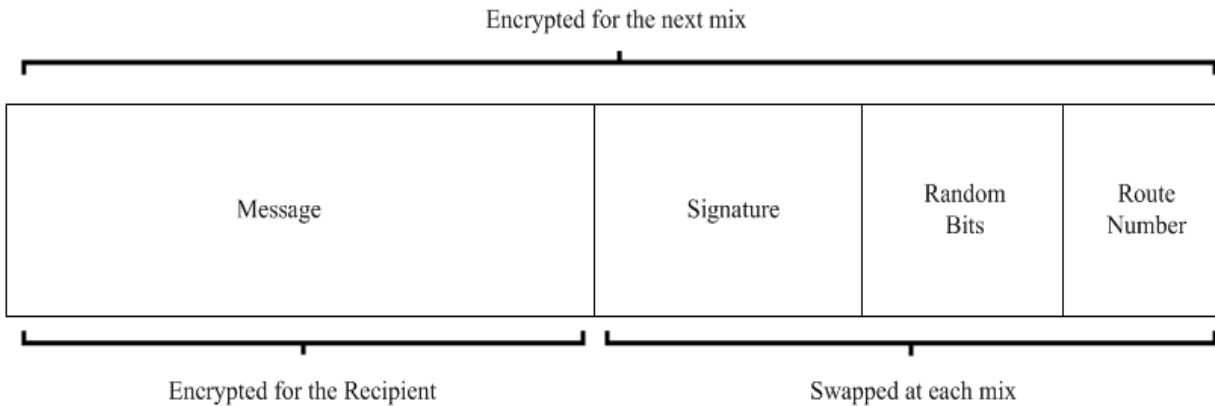 Encrypted for the next mix
Message
Signature
Random
Bits
Route
Number
Encrypted for the Recipient
Swapped at each mix